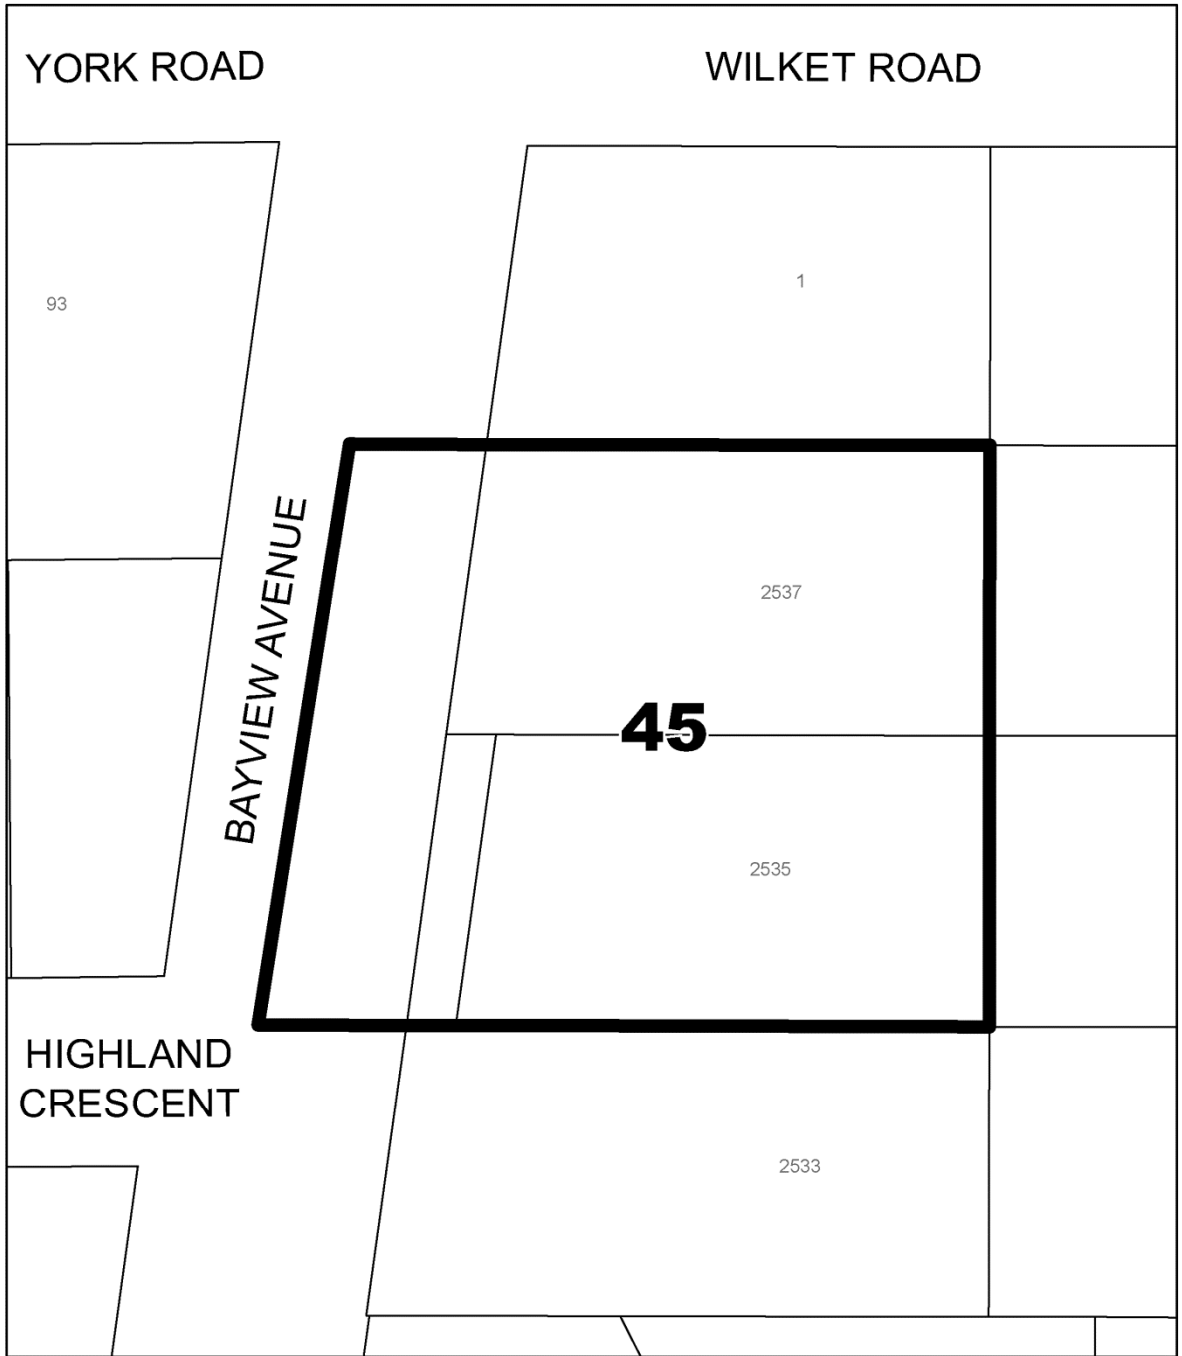 YORK ROAD
WILKET ROAD
1
93
BAYVIEW AVENUE
2537
45
2535
HIGHLAND
CRESCENT
2533